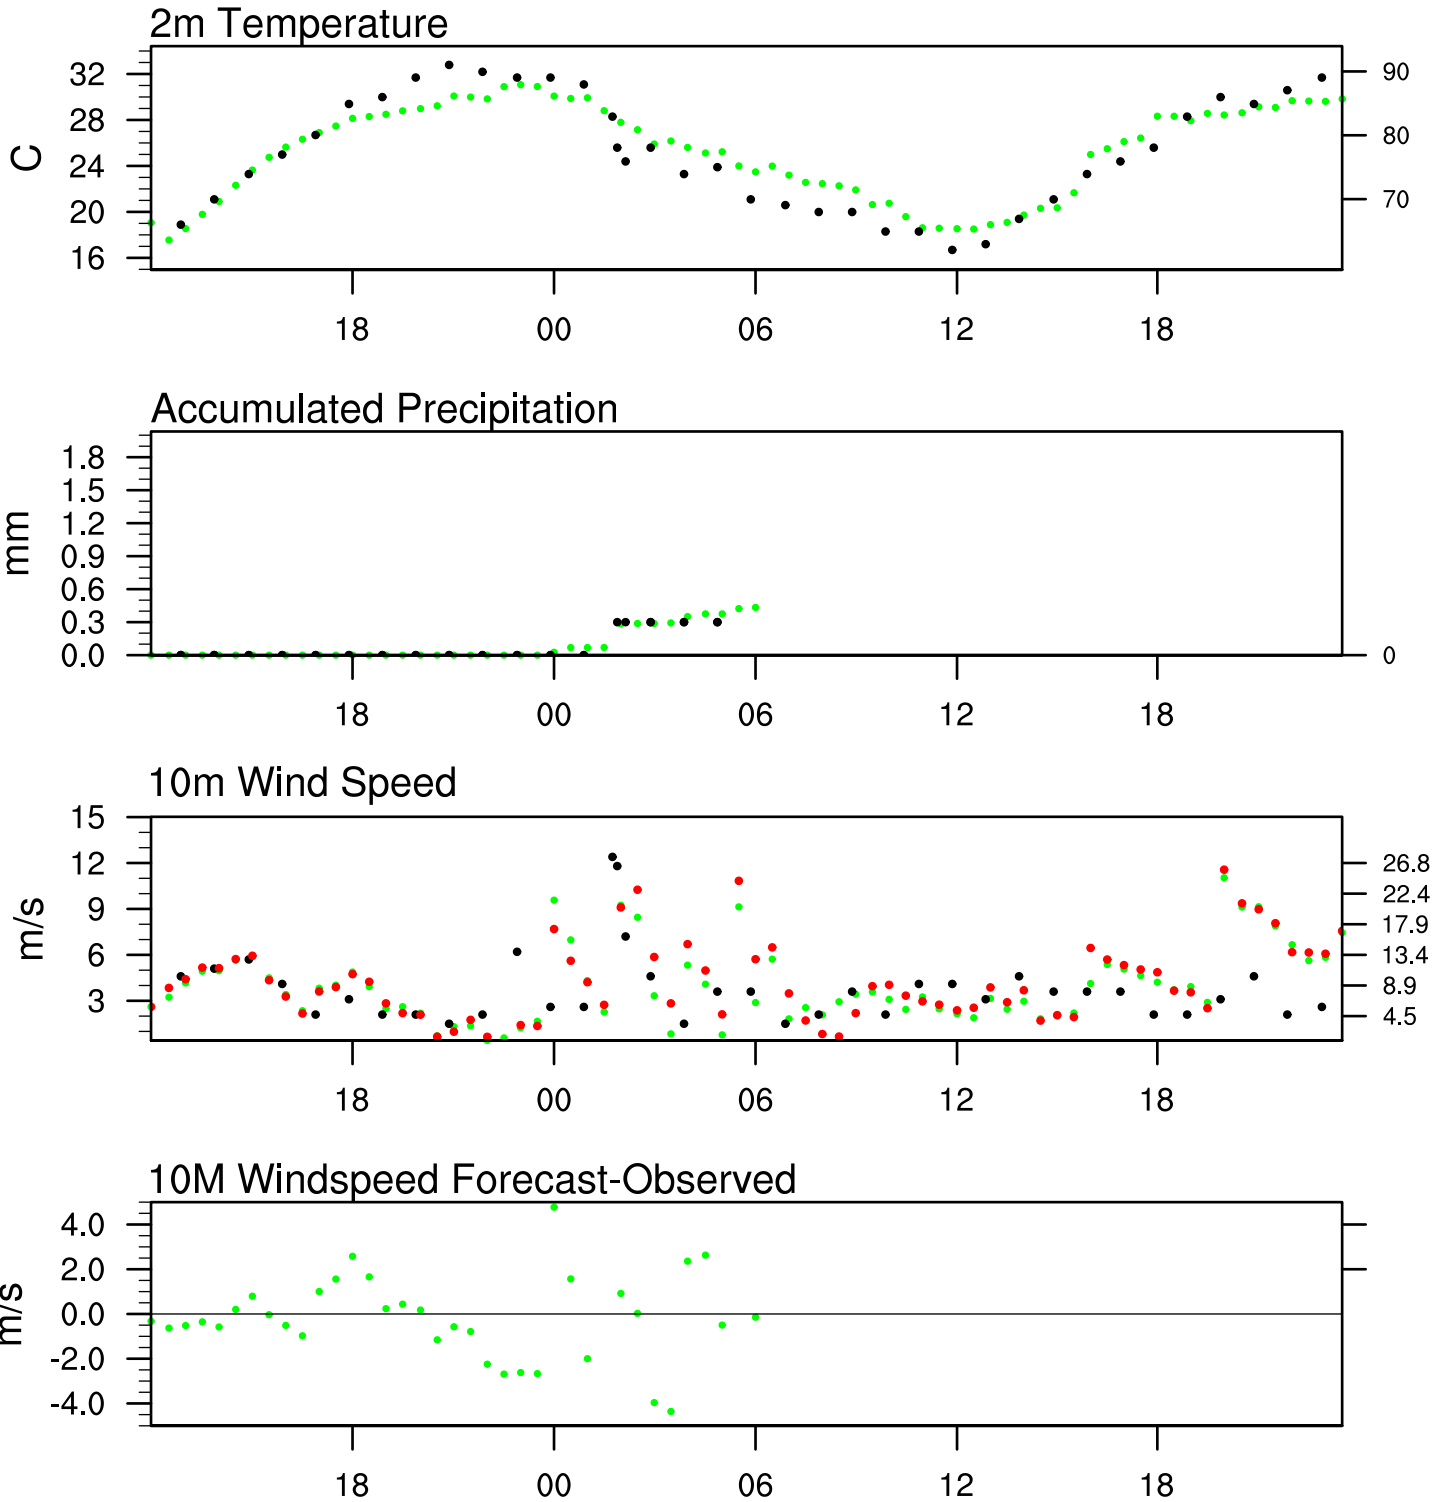 2m Temperature
32
28
24
20
16
C
90
80
70
18 00 06 12 18
Accumulated Precipitation
1.8
1.5
1.2
0.9
0.6
0.3
0.0
mm
0
18 00 06 12 18
10m Wind Speed
15
12
9
6
3
m/s
26.8
22.4
17.9
13.4
8.9
4.5
18 00 06 12 18
10M Windspeed Forecast-Observed
4.0
2.0
0.0
-2.0
-4.0
m/s
18 00 06 12 18